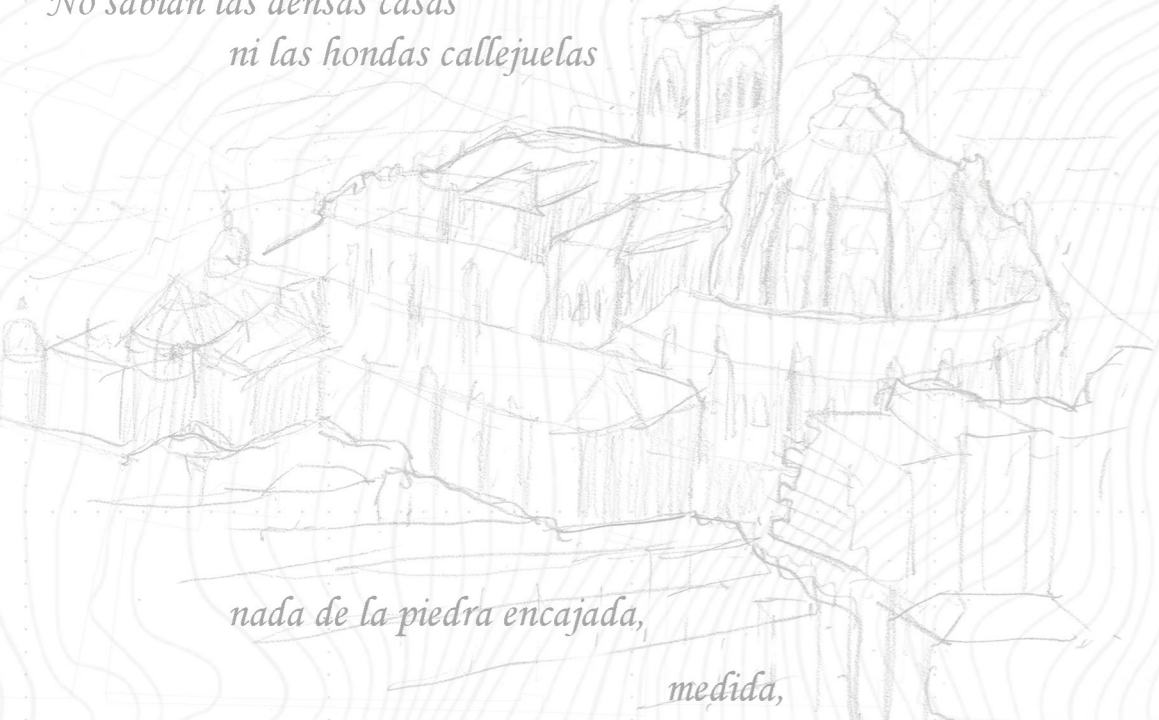 No sabían las densas casas
ni las hondas callejuelas
nada de la piedra encajada,
medida,